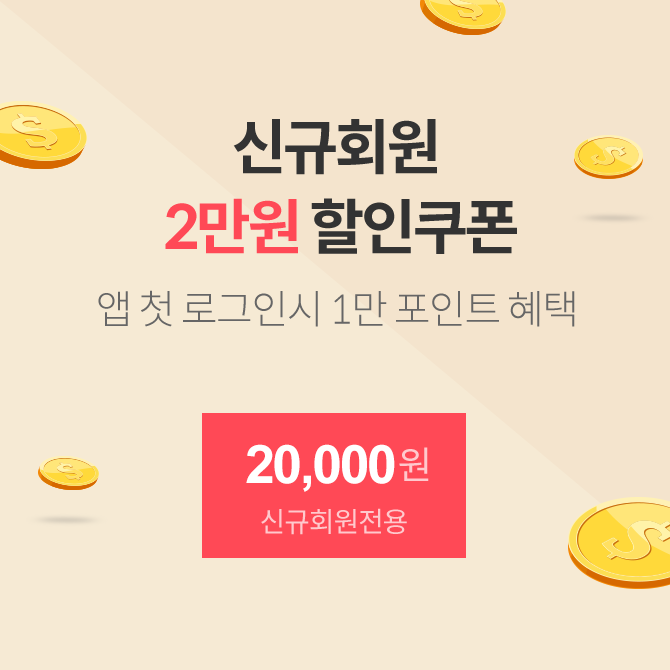 신규회원
2만원 할인쿠폰
앱 첫 로그인시 1만 포인트 혜택
20,000원
신규회원전용